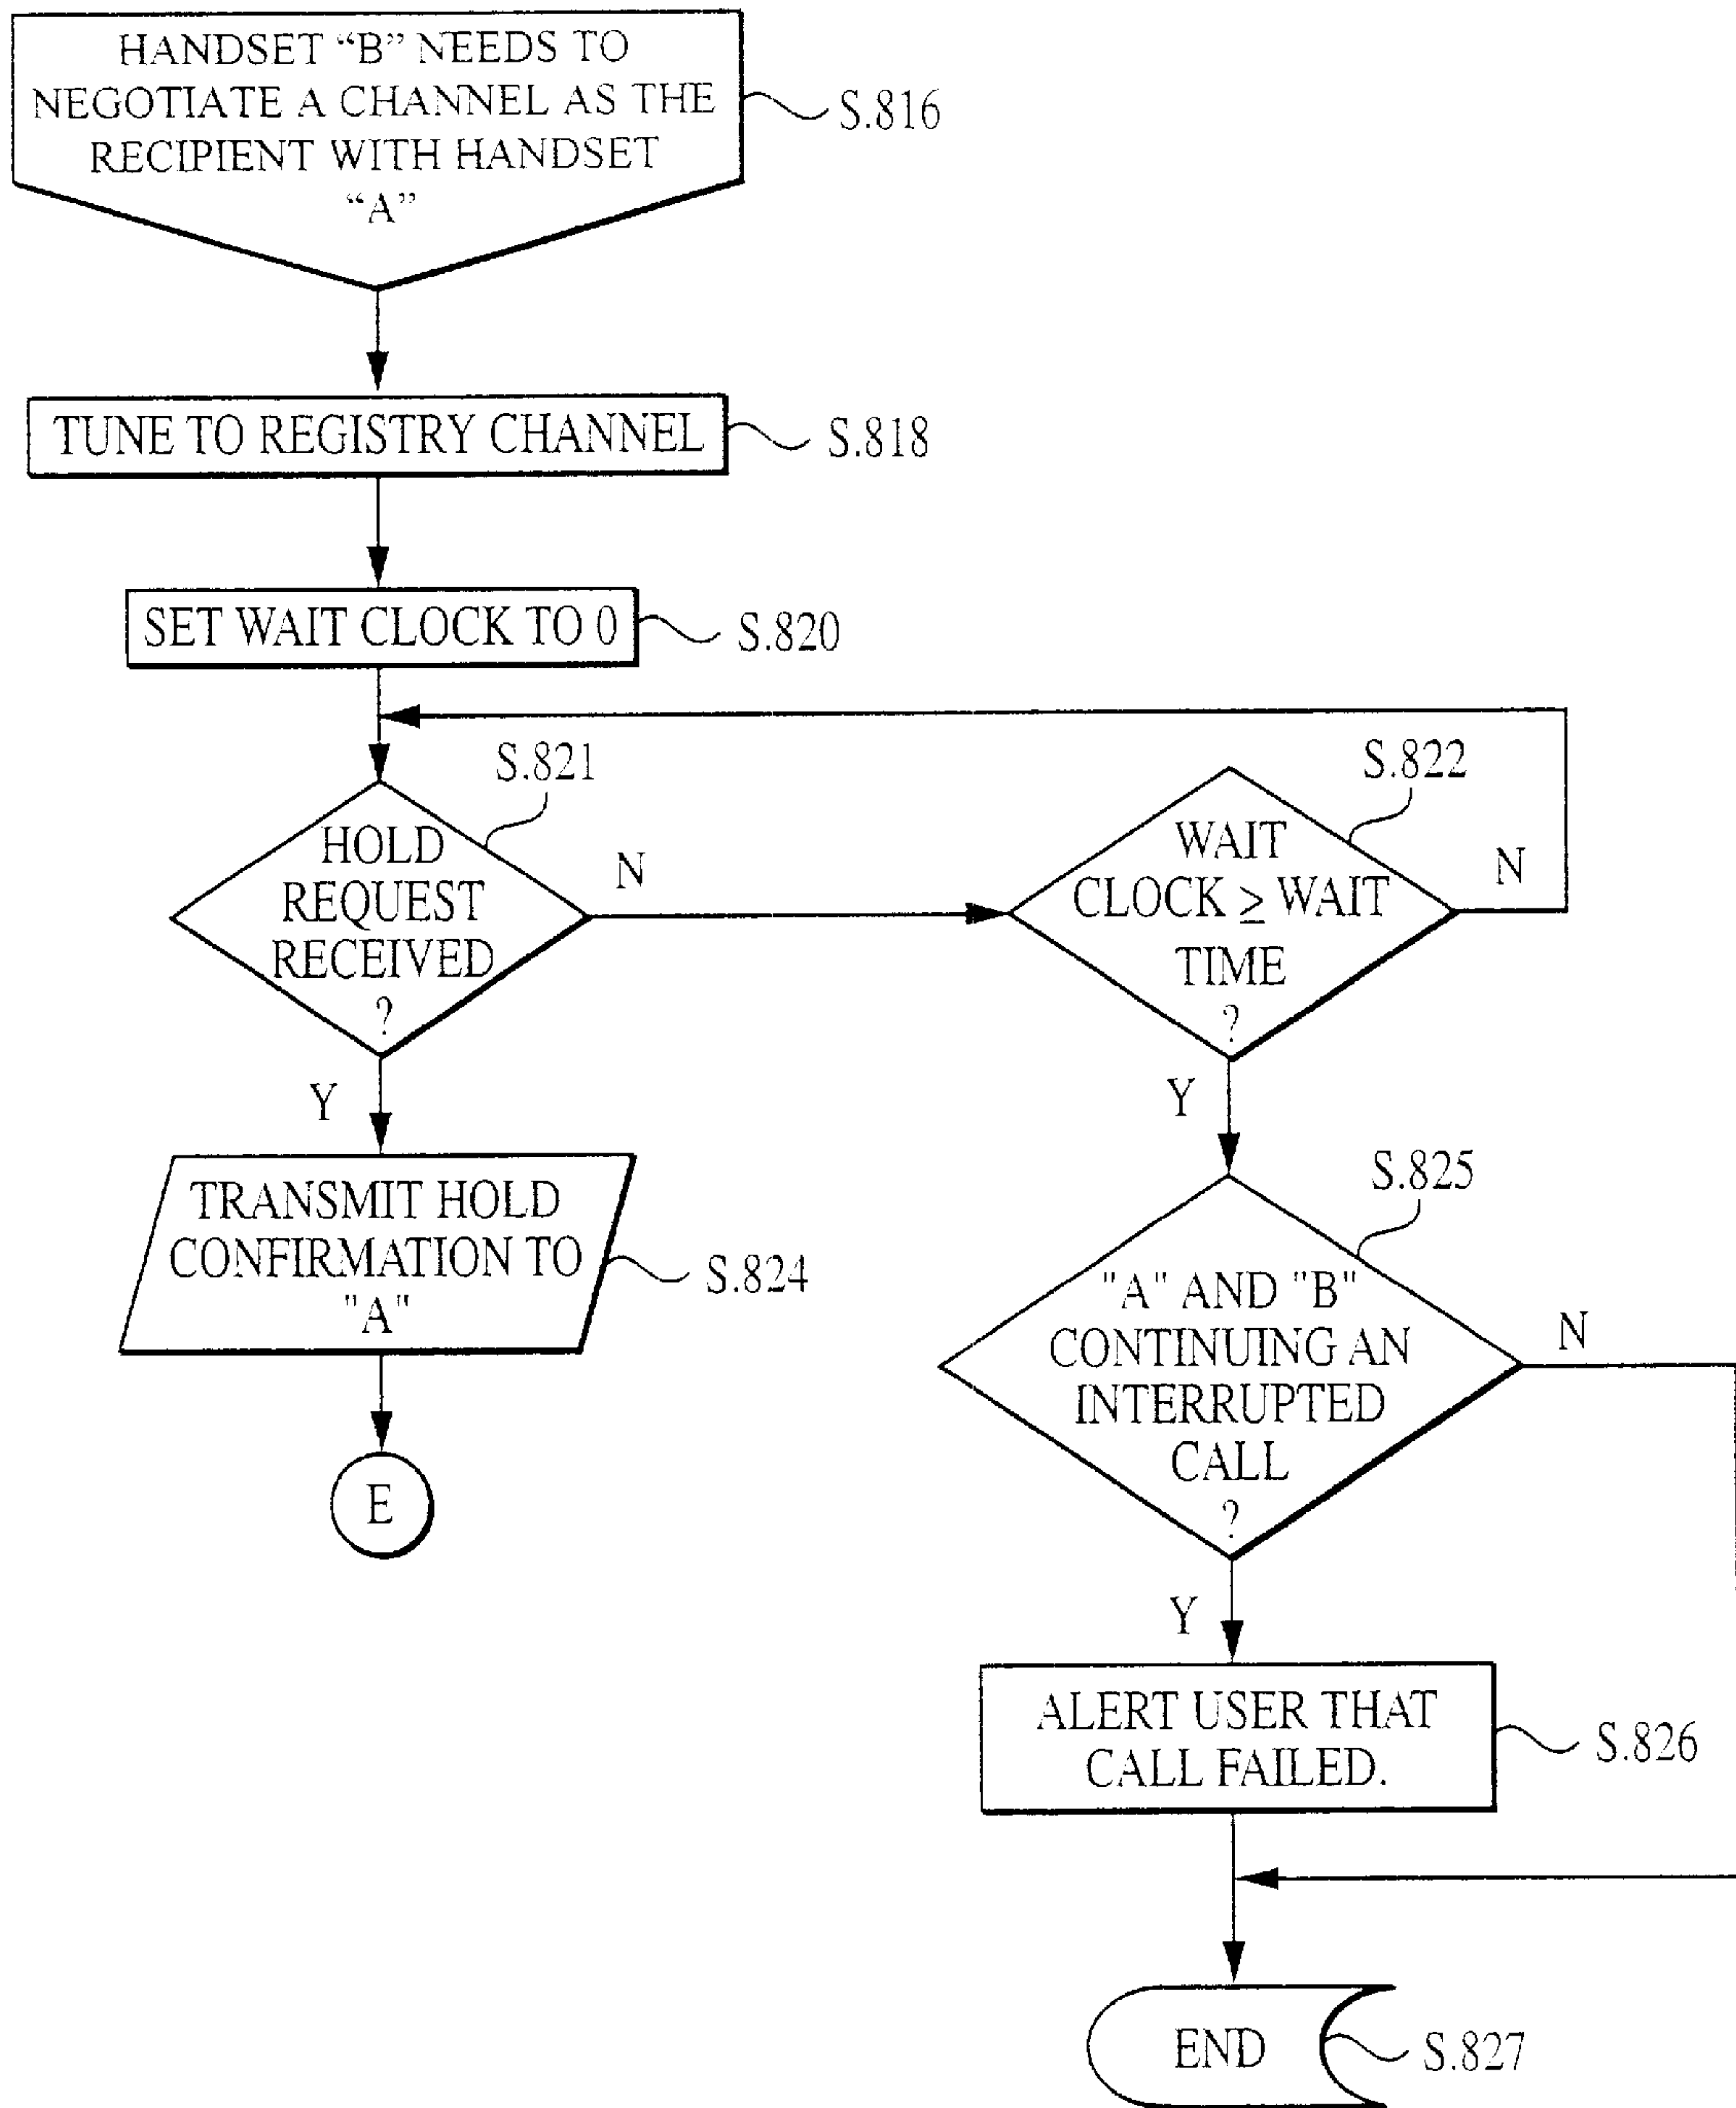 HANDSET “B” NEEDS TO
NEGOTIATE A CHANNEL AS THE
RECIPIENT WITH HANDSET
“A”
S.816
TUNE TO REGISTRY CHANNEL
S.818
SET WAIT CLOCK TO 0
S.820
S.821
HOLD
REQUEST
RECEIVED
?
N
Y
S.822
WAIT
CLOCK ≥ WAIT
TIME
?
N
Y
TRANSMIT HOLD
CONFIRMATION TO
"A"
S.824
E
S.825
"A" AND "B"
CONTINUING AN
INTERRUPTED
CALL
?
N
Y
ALERT USER THAT
CALL FAILED.
S.826
END
S.827